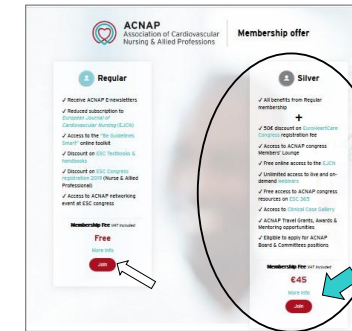 ACNAP
Association of Cardiovascular
Nursing & Allied Professions
Membership offer
Regular
✓ Receive ACNAP E-newsletters
✓ Reduced subscription to
European Journal of
Cardiovascular Nursing (EJCN)
✓ Access to the "Be Guidelines
Smart" online toolkit
✓ Discount on ESC Textbooks &
handbooks
✓ Discount on ESC Congress
registration 2019 (Nurse & Allied
Professional)
✓ Access to ACNAP networking
event at ESC congress
Membership Fee VAT included
Free
More info
Join
Silver
✓ All benefits from Regular
membership
+
✓ 50€ discount on EuroHeartCare
Congress registration fee
✓ Access to ACNAP congress
Members' Lounge
✓ Free online access to the EJCN
✓ Unlimited access to live and on-
demand webinars
✓ Free access to ACNAP congress
resources on ESC 365
✓ Access to Clinical Case Gallery
✓ ACNAP Travel Grants, Awards &
Mentoring opportunities
✓ Eligible to apply for ACNAP
Board & Committees positions
Membership Fee VAT included
€45
More info
Join